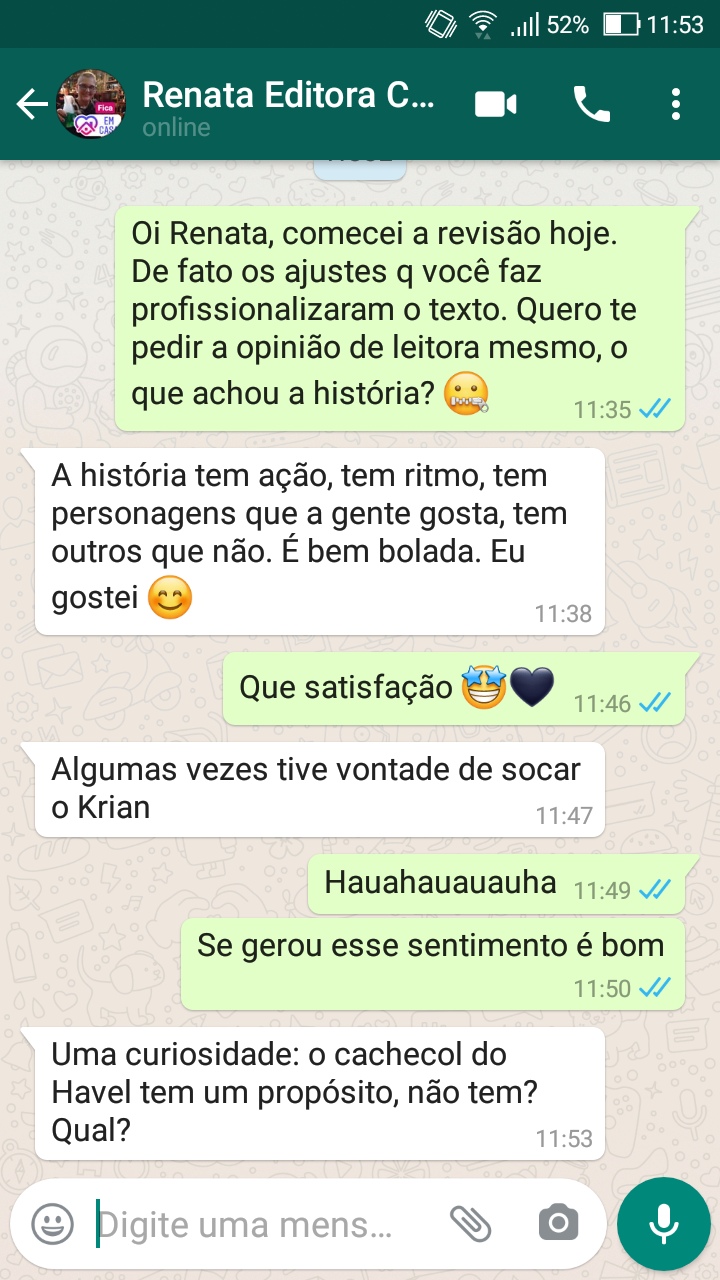 52% 11:53
Renata Editora C...
online
Oi Renata, comecei a revisão hoje.
De fato os ajustes q você faz
profissionalizaram o texto. Quero te
pedir a opinião de leitora mesmo, o
que achou a história? 🤐
11:35
A história tem ação, tem ritmo, tem
personagens que a gente gosta, tem
outros que não. É bem bolada. Eu
gostei 😊
11:38
Que satisfação 🤩🖤 11:46
Algumas vezes tive vontade de socar
o Krian
11:47
Hauahauauauha 11:49
Se gerou esse sentimento é bom
11:50
Uma curiosidade: o cachecol do
Havel tem um propósito, não tem?
Qual?
11:53
Digite uma mens...
Fica
EM
CAS